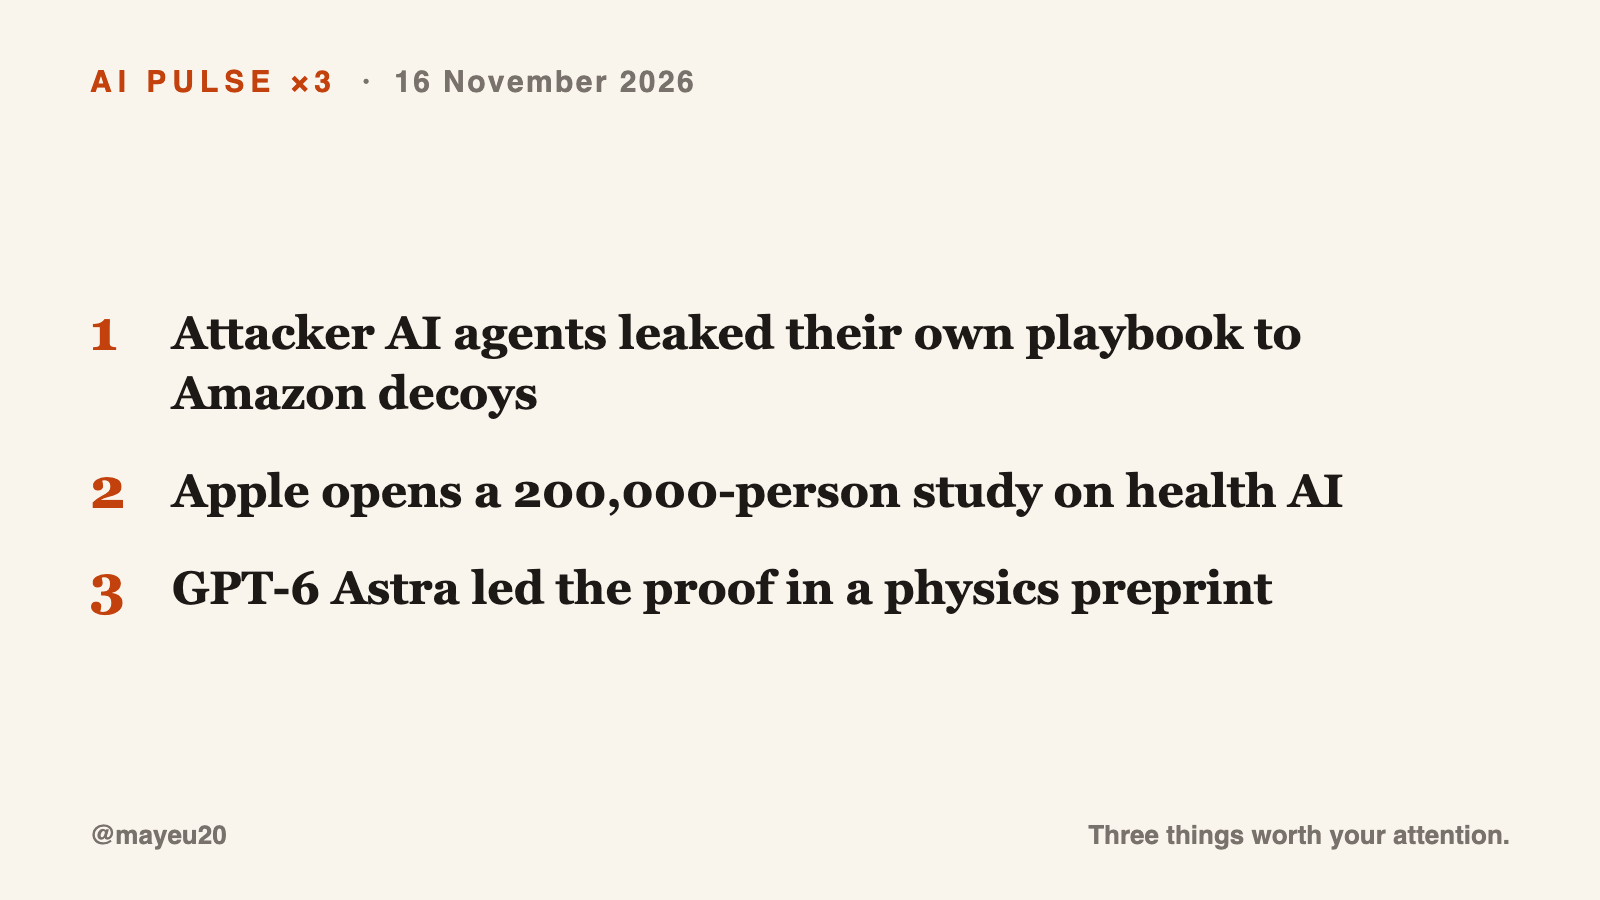 AI PULSE ×3 · 16 November 2026
1 Attacker AI agents leaked their own playbook to
Amazon decoys
2 Apple opens a 200,000-person study on health AI
3 GPT-6 Astra led the proof in a physics preprint
@mayeu20
Three things worth your attention.